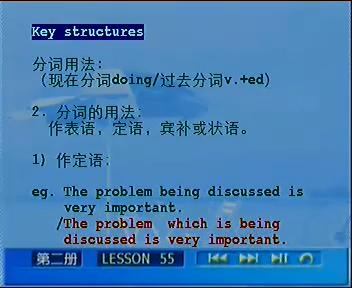 Key structures
分词用法:
(现在分词doing/过去分词v.+ed)
2. 分词的用法:
作表语，定语，宾补或状语。
1) 作定语:
eg. The problem being discussed is
very important.
/The problem which is being
discussed is very important.
第二册 LESSON 55